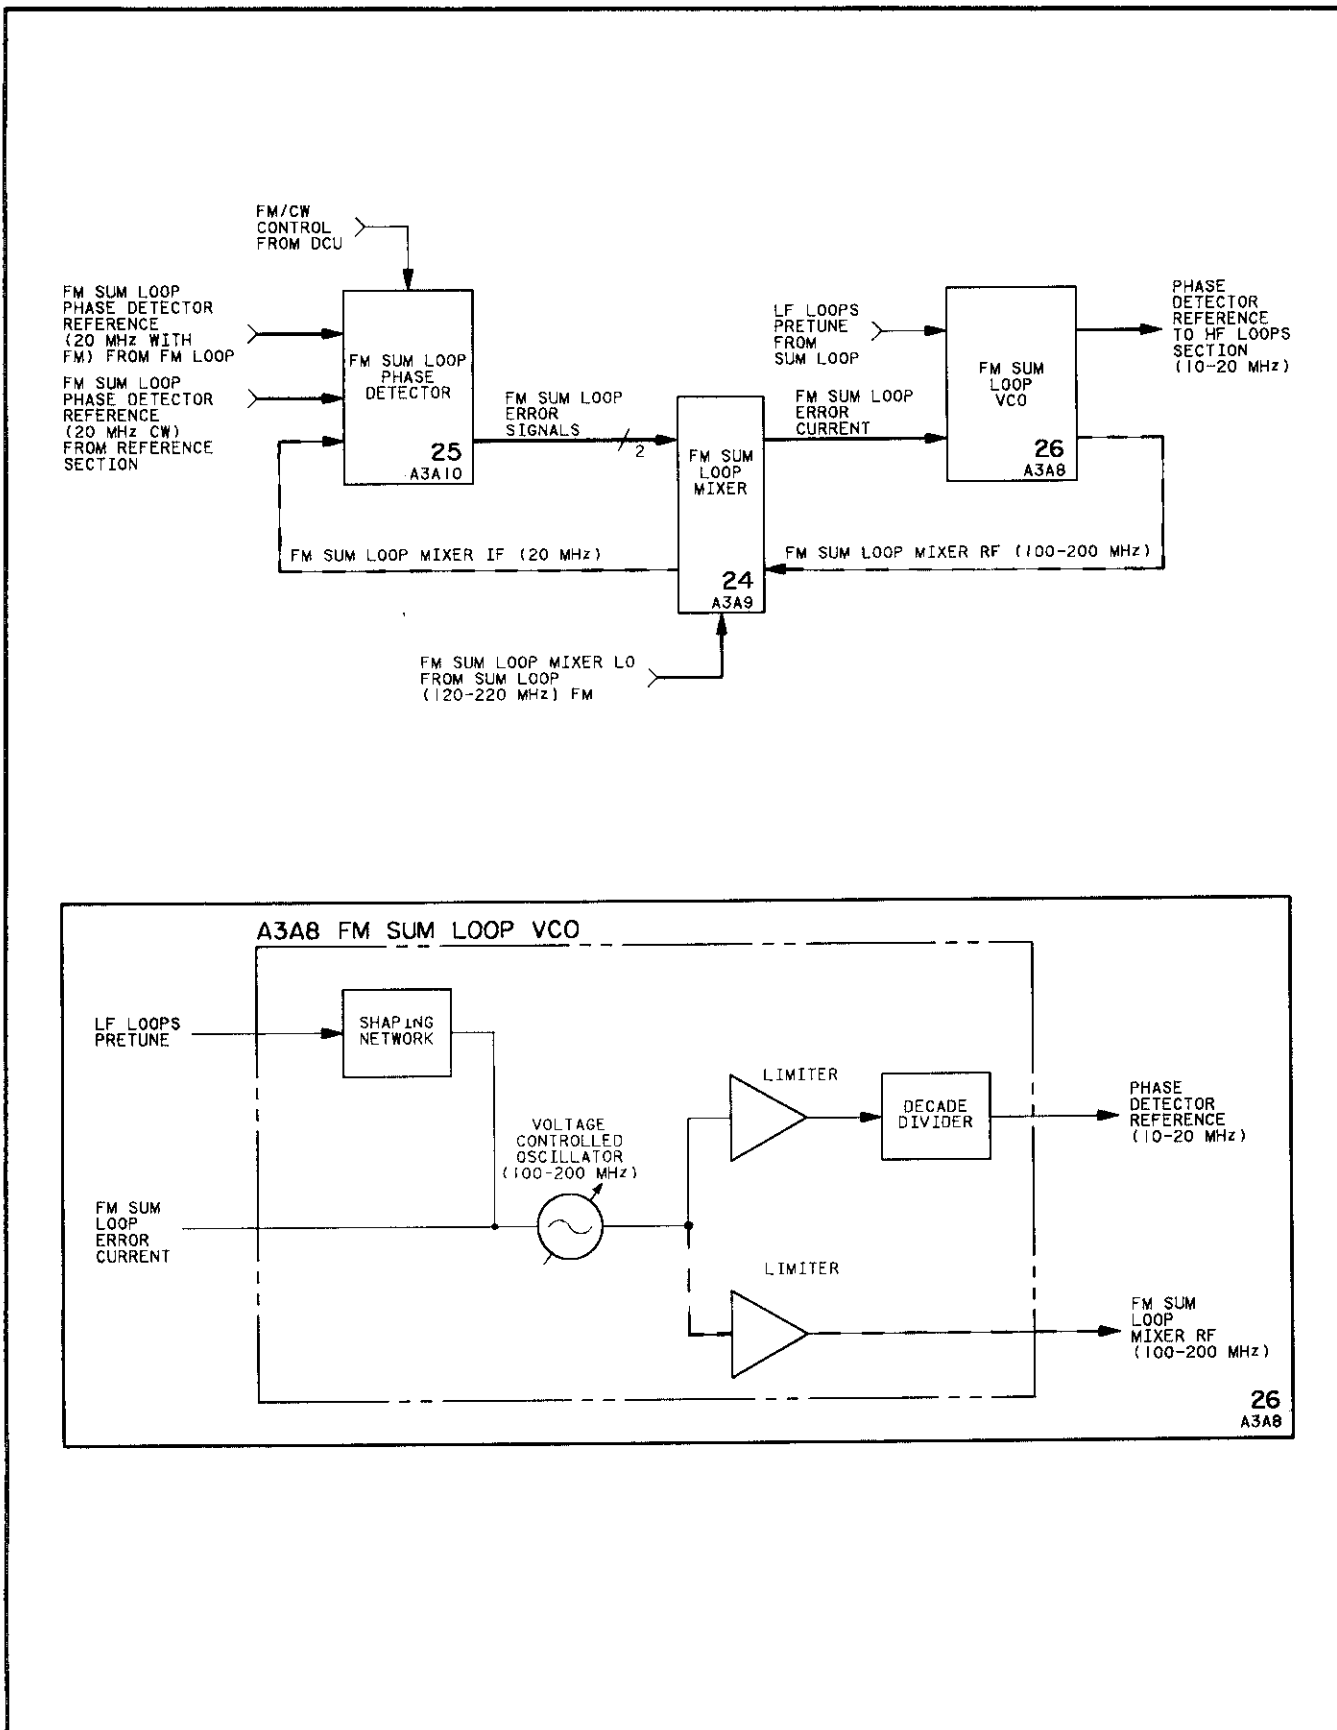 FM/CW
CONTROL
FROM DCU
FM SUM LOOP
PHASE DETECTOR
REFERENCE
(20 MHz WITH
FM) FROM FM LOOP
FM SUM LOOP
PHASE DETECTOR
REFERENCE
(20 MHz CW)
FROM REFERENCE
SECTION
FM SUM LOOP
PHASE
DETECTOR
25
A3A10
FM SUM LOOP
ERROR
SIGNALS
2
FM SUM
LOOP
MIXER
24
A3A9
FM SUM LOOP MIXER IF (20 MHz)
FM SUM LOOP MIXER LO
FROM SUM LOOP
(120-220 MHz) FM
LF LOOPS
PRETUNE
FROM
SUM LOOP
FM SUM LOOP
ERROR
CURRENT
FM SUM
LOOP
VCO
26
A3A8
FM SUM LOOP MIXER RF (100-200 MHz)
PHASE
DETECTOR
REFERENCE
TO HF LOOPS
SECTION
(10-20 MHz)
A3A8 FM SUM LOOP VCO
LF LOOPS
PRETUNE
SHAPING
NETWORK
FM SUM
LOOP
ERROR
CURRENT
VOLTAGE
CONTROLLED
OSCILLATOR
(100-200 MHz)
LIMITER
DECADE
DIVIDER
PHASE
DETECTOR
REFERENCE
(10-20 MHz)
LIMITER
FM SUM
LOOP
MIXER RF
(100-200 MHz)
26
A3A8